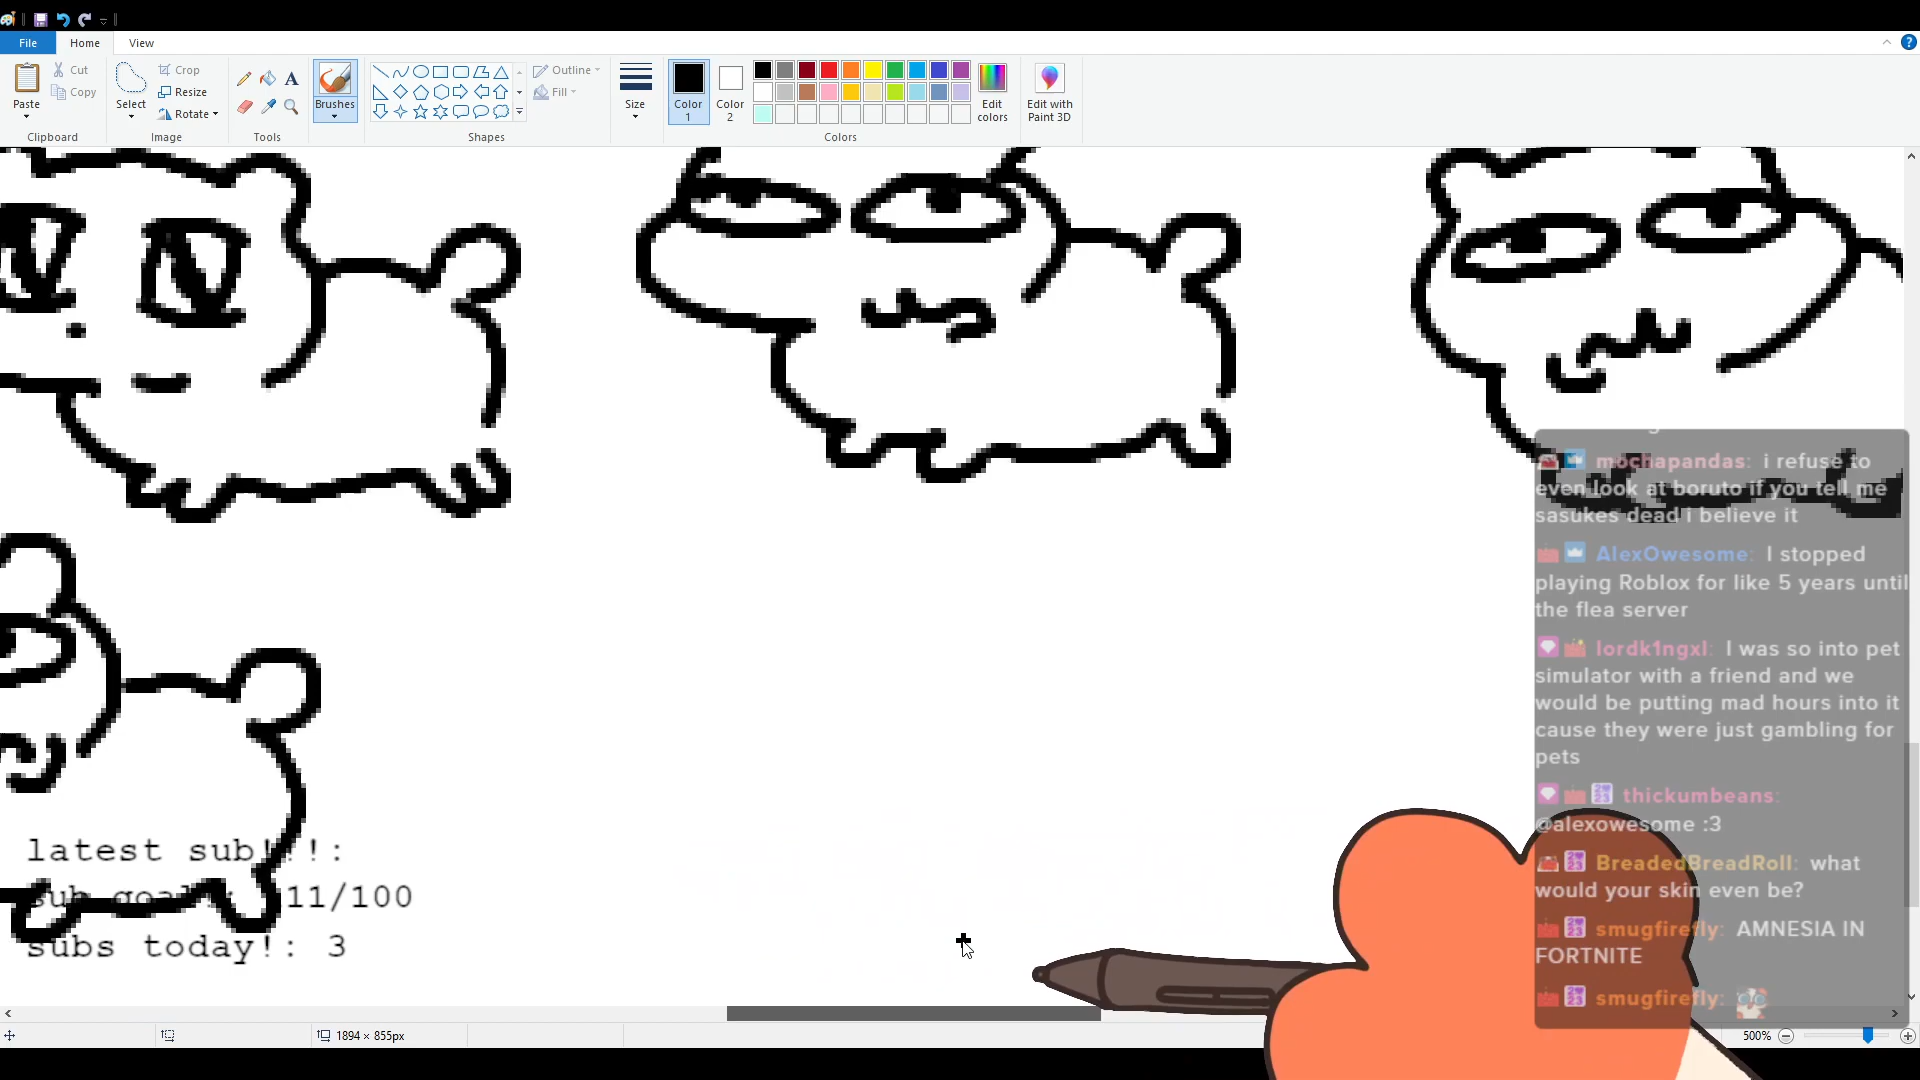 File
Home
View
Paste
Cut
Copy
Clipboard
Select
Crop
Resize
Rotate
Image
A
Tools
Brushes
Outline
Fill
Shapes
Size
Color
1
Color
2
Edit
colors
Colors
Edit with
Paint 3D
mochapandas: i refuse to
even look at boruto if you tell me
sasukes dead i believe it
AlexOwesome: I stopped
playing Roblox for like 5 years until
the flea server
lordk1ngxl: I was so into pet
simulator with a friend and we
would be putting mad hours into it
cause they were just gambling for
pets
thickumbeans:
@alexowesome :3
BreadedBreadRoll: what
would your skin even be?
smugfirefly: AMNESIA IN
FORTNITE
smugfirefly:
latest sub!!!:
sub goal: 11/100
subs today!: 3
1894 × 855px
500%